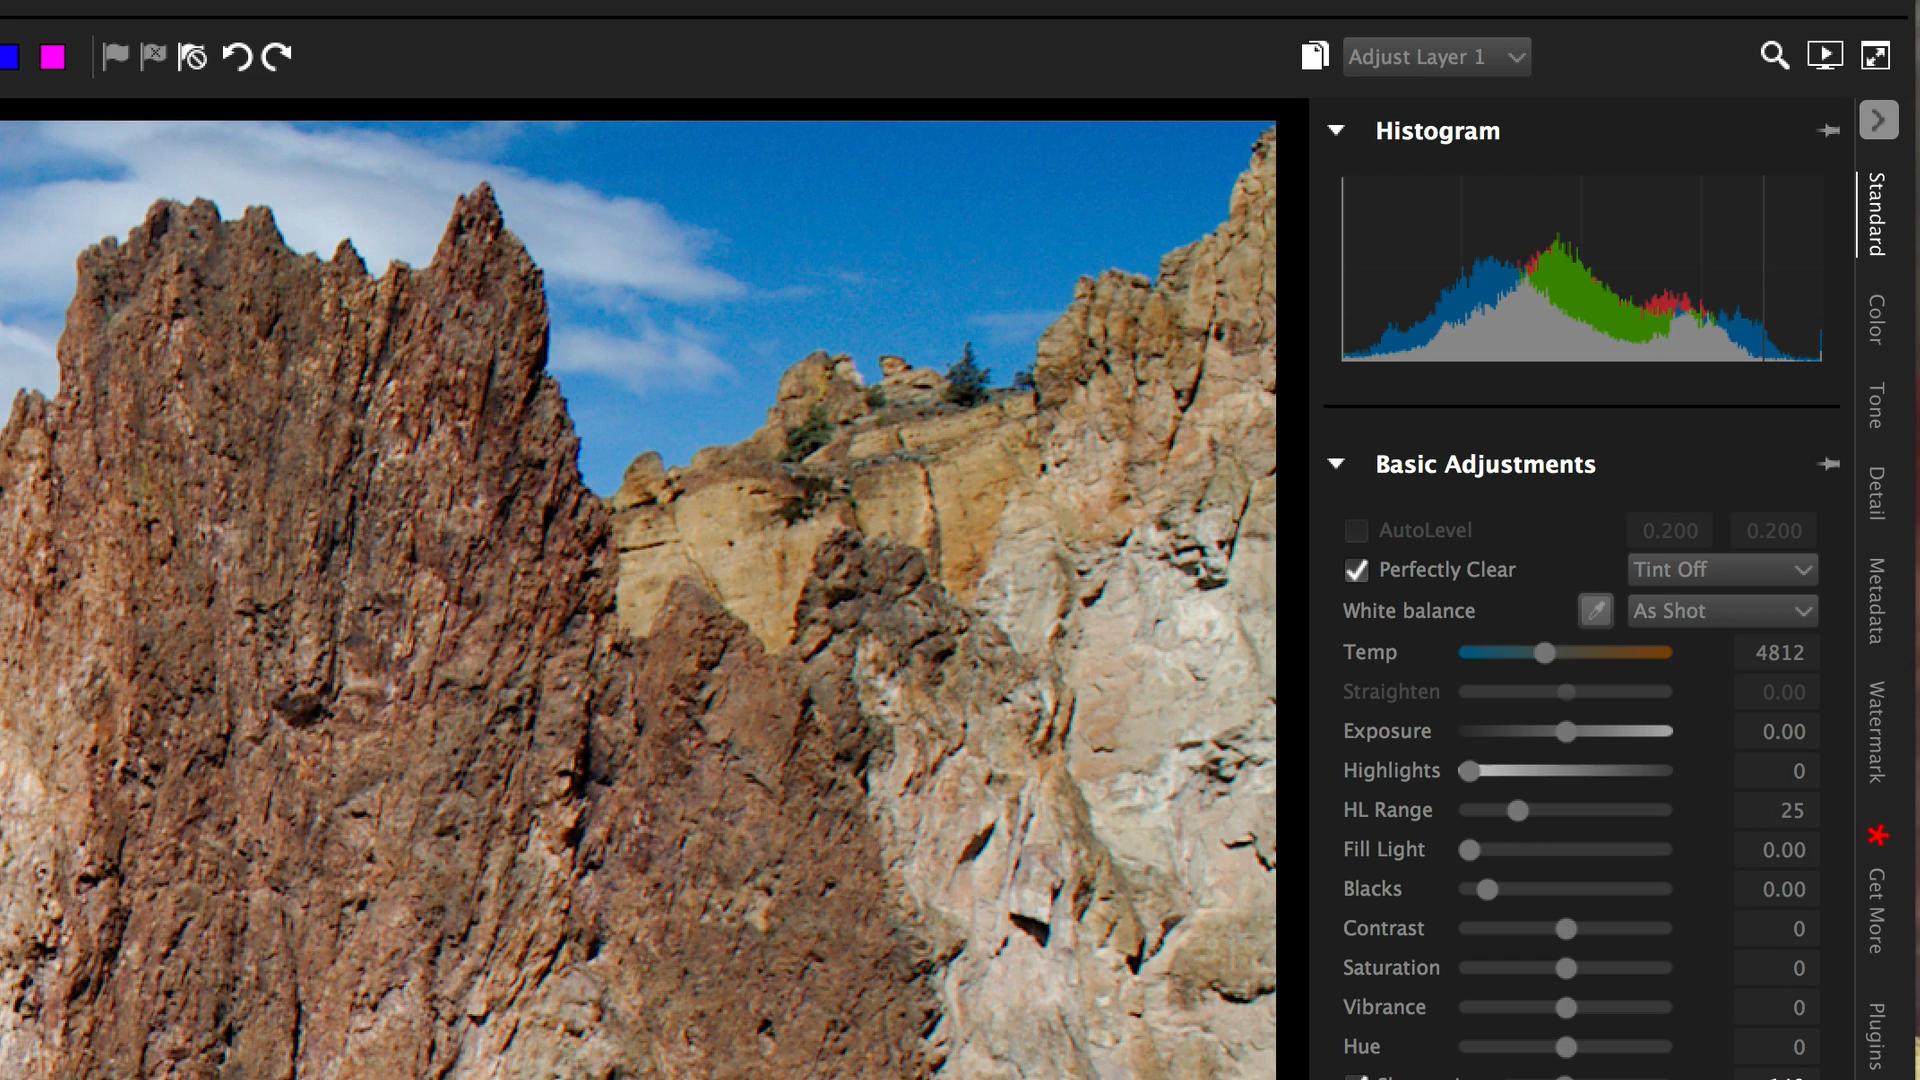 Adjust Layer 1
Histogram
Basic Adjustments
AutoLevel 0.200 0.200
Perfectly Clear Tint Off
White balance As Shot
Temp 4812
Straighten 0.00
Exposure 0.00
Highlights 0
HL Range 25
Fill Light 0.00
Blacks 0.00
Contrast 0
Saturation 0
Vibrance 0
Hue 0
Standard
Color
Tone
Detail
Metadata
Watermark
* Get More
Plugins